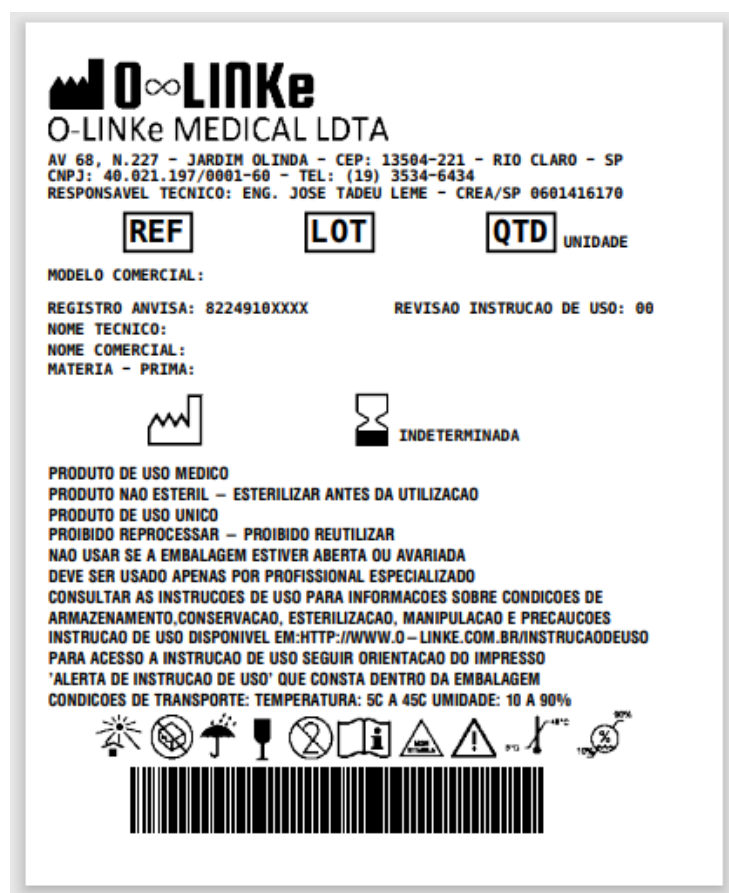 O∞LINKe
O-LINKe MEDICAL LDTA
AV 68, N.227 - JARDIM OLINDA - CEP: 13504-221 - RIO CLARO - SP
CNPJ: 40.021.197/0001-60 - TEL: (19) 3534-6434
RESPONSAVEL TECNICO: ENG. JOSE TADEU LEME - CREA/SP 0601416170
REF LOT QTD UNIDADE
MODELO COMERCIAL:
REGISTRO ANVISA: 8224910XXXX REVISAO INSTRUCAO DE USO: 00
NOME TECNICO:
NOME COMERCIAL:
MATERIA - PRIMA:
INDETERMINADA
PRODUTO DE USO MEDICO
PRODUTO NAO ESTERIL – ESTERILIZAR ANTES DA UTILIZACAO
PRODUTO DE USO UNICO
PROIBIDO REPROCESSAR – PROIBIDO REUTILIZAR
NAO USAR SE A EMBALAGEM ESTIVER ABERTA OU AVARIADA
DEVE SER USADO APENAS POR PROFISSIONAL ESPECIALIZADO
CONSULTAR AS INSTRUCOES DE USO PARA INFORMACOES SOBRE CONDICOES DE
ARMAZENAMENTO,CONSERVACAO, ESTERILIZACAO, MANIPULACAO E PRECAUCOES
INSTRUCAO DE USO DISPONIVEL EM:HTTP://WWW.O–LINKE.COM.BR/INSTRUCAODEUSO
PARA ACESSO A INSTRUCAO DE USO SEGUIR ORIENTACAO DO IMPRESSO
'ALERTA DE INSTRUCAO DE USO' QUE CONSTA DENTRO DA EMBALAGEM
CONDICOES DE TRANSPORTE: TEMPERATURA: 5C A 45C UMIDADE: 10 A 90%
2 i % 90% 10%